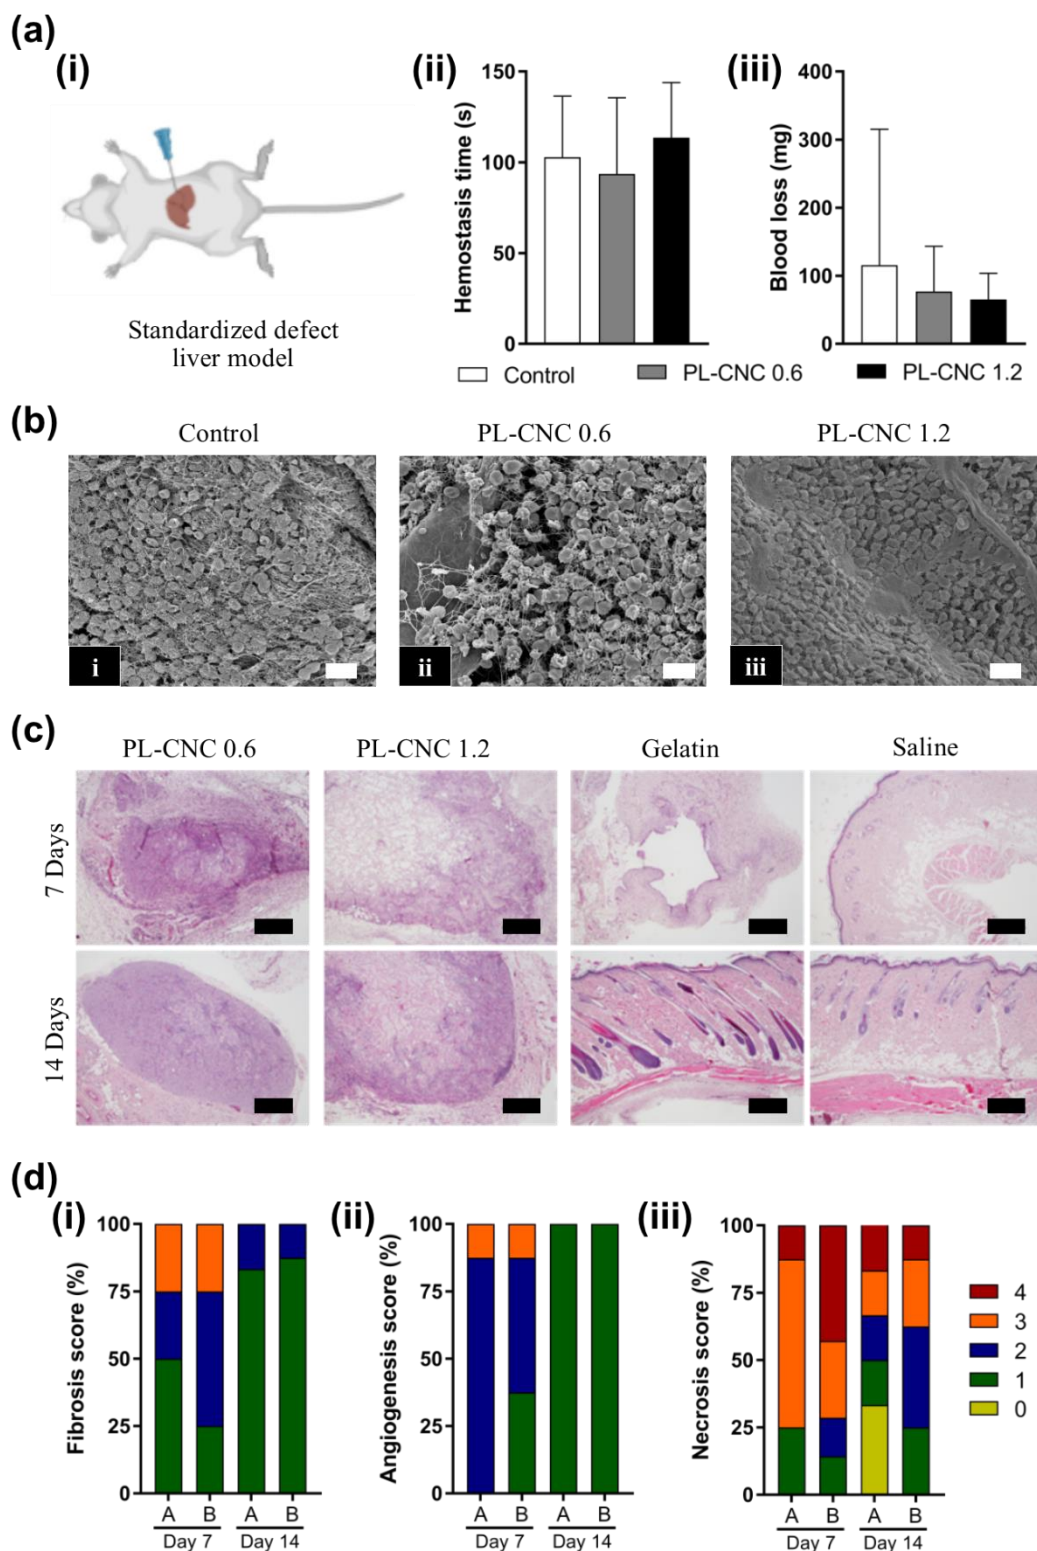 (a)
(i)
Standardized defect
liver model
(ii)
Hemostasis time (s)
150
100
50
0
(iii)
Blood loss (mg)
400
300
200
100
0
Control
PL-CNC 0.6
PL-CNC 1.2
(b)
Control
PL-CNC 0.6
PL-CNC 1.2
i
ii
iii
(c)
PL-CNC 0.6
PL-CNC 1.2
Gelatin
Saline
7 Days
14 Days
(d)
(i)
Fibrosis score (%)
100
75
50
25
0
A B A B
Day 7 Day 14
(ii)
Angiogenesis score (%)
100
75
50
25
0
A B A B
Day 7 Day 14
(iii)
Necrosis score (%)
100
75
50
25
0
A B A B
Day 7 Day 14
4
3
2
1
0